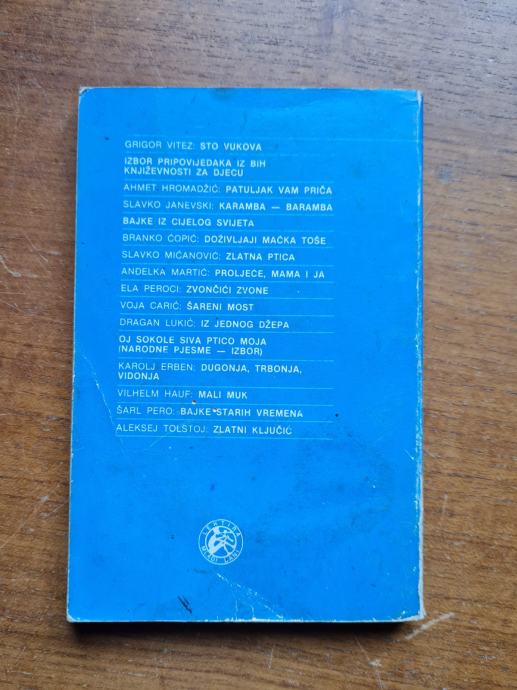 GRIGOR VITEZ: STO VUKOVA
IZBOR PRIPOVIJEDAKA IZ BIH
KNJIŽEVNOSTI ZA DJECU
AHMET HROMADŽIĆ: PATULJAK VAM PRIČA
SLAVKO JANEVSKI: KARAMBA — BARAMBA
BAJKE IZ CIJELOG SVIJETA
BRANKO ĆOPIĆ: DOŽIVLJAJI MAČKA TOŠE
SLAVKO MIĆANOVIĆ: ZLATNA PTICA
ANĐELKA MARTIĆ: PROLJEĆE, MAMA I JA
ELA PEROCI: ZVONČIĆI ZVONE
VOJA CARIĆ: ŠARENI MOST
DRAGAN LUKIĆ: IZ JEDNOG DŽEPA
OJ SOKOLE SIVA PTICO MOJA
(NARODNE PJESME — IZBOR)
KAROLJ ERBEN: DUGONJA, TRBONJA,
VIDONJA
VILHELM HAUF: MALI MUK
ŠARL PERO: BAJKE STARIH VREMENA
ALEKSEJ TOLSTOJ: ZLATNI KLJUČIĆ
LEKTIRA
MLADI DANI